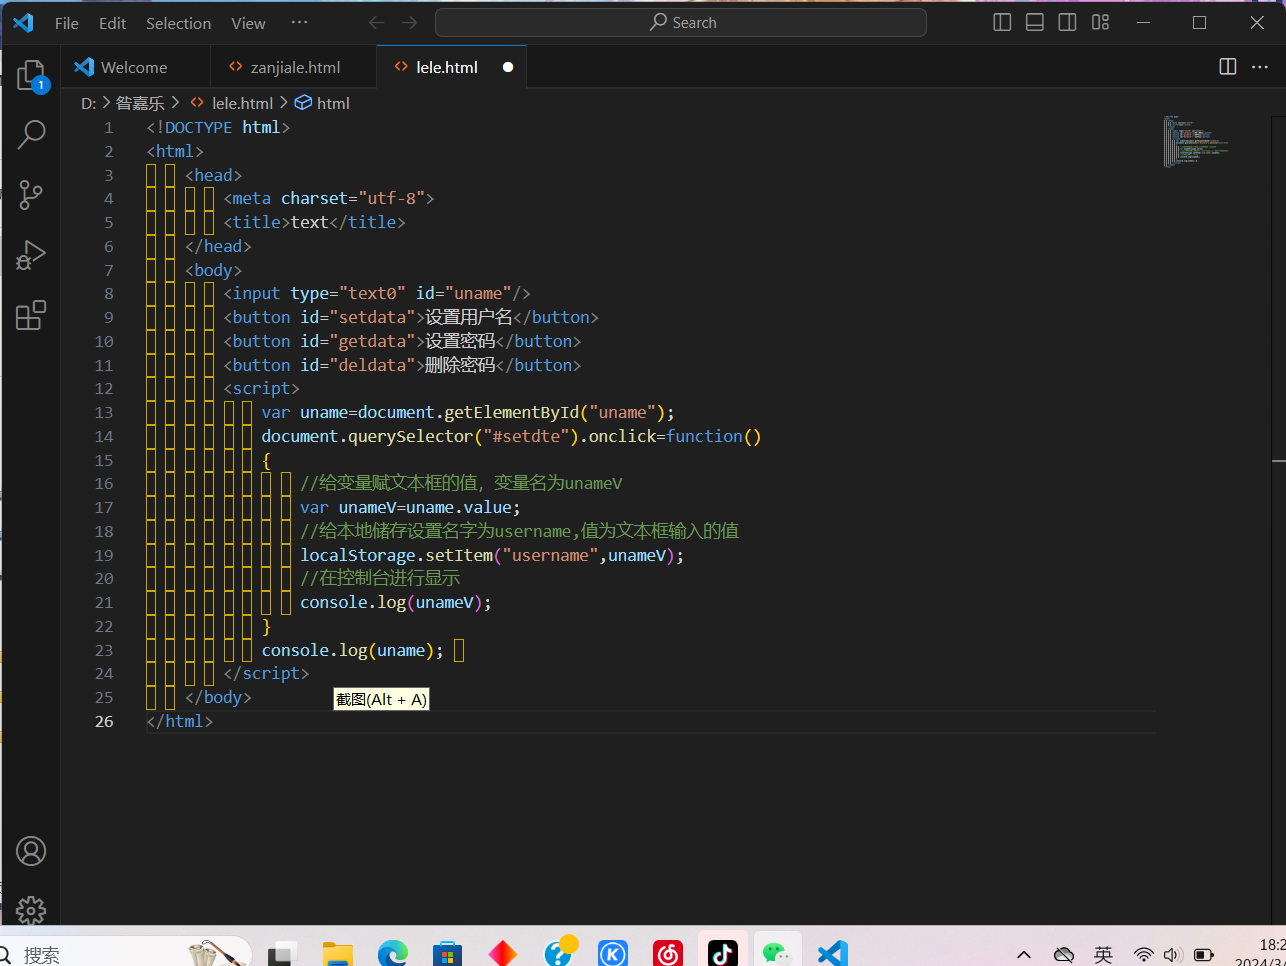 File Edit Selection View ··· Search
Welcome zanjiale.html lele.html
D: > 昝嘉乐 > lele.html > html
1 <!DOCTYPE html>
2 <html>
3 <head>
4 <meta charset="utf-8">
5 <title>text</title>
6 </head>
7 <body>
8 <input type="text0" id="uname"/>
9 <button id="setdata">设置用户名</button>
10 <button id="getdata">设置密码</button>
11 <button id="deldata">删除密码</button>
12 <script>
13 var uname=document.getElementById("uname");
14 document.querySelector("#setdte").onclick=function()
15 {
16 //给变量赋文本框的值，变量名为unameV
17 var unameV=uname.value;
18 //给本地储存设置名字为username,值为文本框输入的值
19 localStorage.setItem("username",unameV);
20 //在控制台进行显示
21 console.log(unameV);
22 }
23 console.log(uname);
24 </script>
25 </body>
截图(Alt + A)
26 </html>
1
搜索
英
18:2
2024/3/